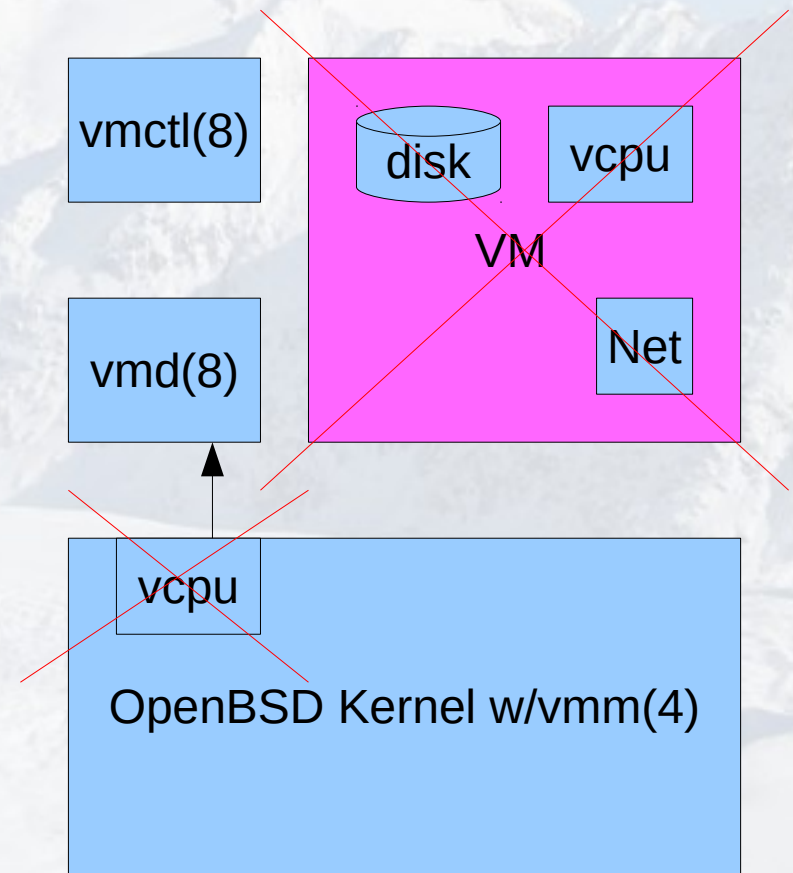 vmctl(8)
disk
vcpu
VM
Net
vmd(8)
vcpu
OpenBSD Kernel w/vmm(4)